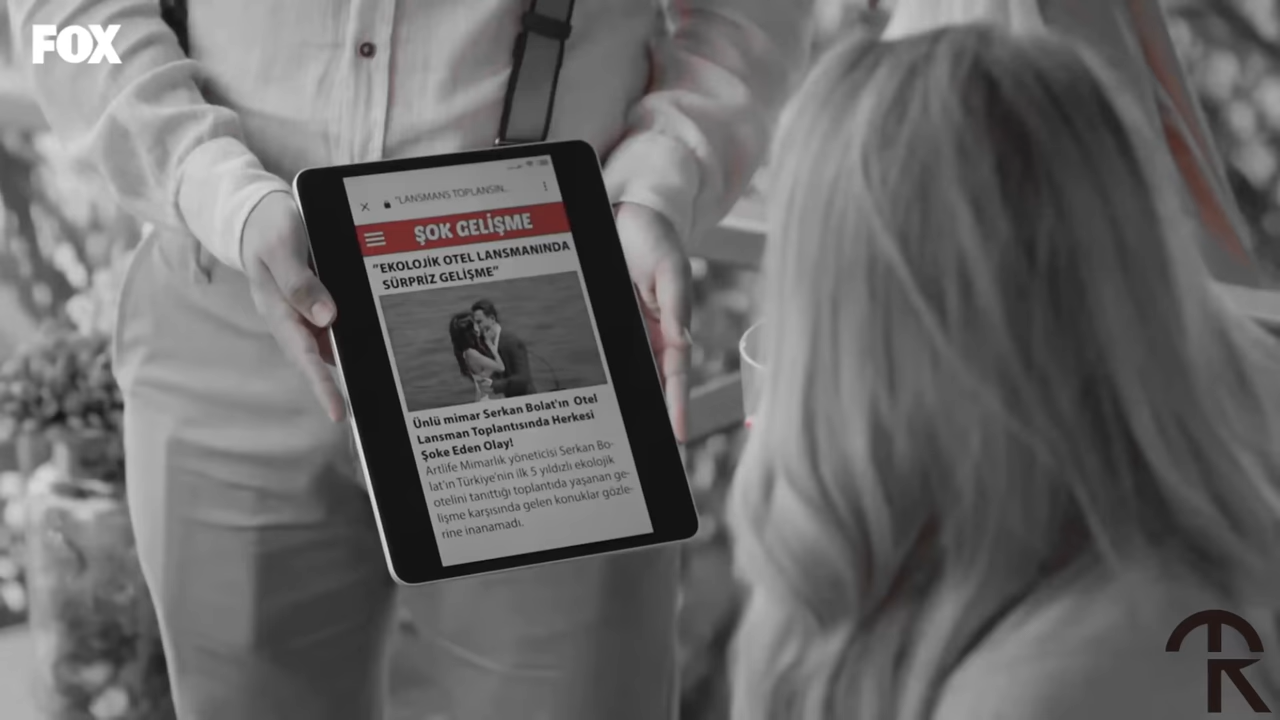 FOX
"LANSMANS TOPLANSIN...
ŞOK GELİŞME
"EKOLOJİK OTEL LANSMANINDA
SÜRPRİZ GELİŞME"
Ünlü mimar Serkan Bolat'ın Otel
Lansman Toplantısında Herkesi
Şoke Eden Olay!
Artlife Mimarlık yöneticisi Serkan Bo-
lat'ın Türkiye'nin ilk 5 yıldızlı ekolojik
otelini tanıttığı toplantıda yaşanan ge-
lişme karşısında gelen konuklar gözle-
rine inanamadı.
TR